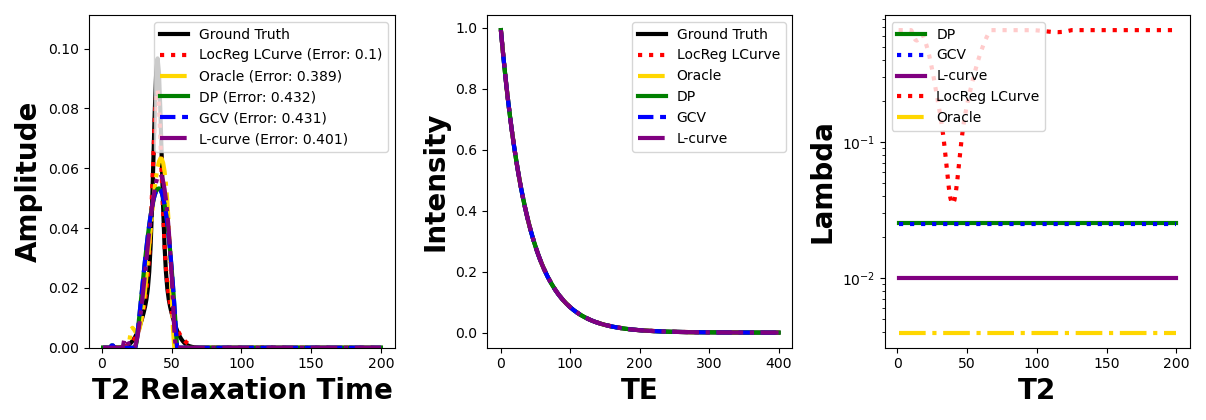 Amplitude
0.10
0.08
0.06
0.04
0.02
0.00
Ground Truth
LocReg LCurve (Error: 0.1)
Oracle (Error: 0.389)
DP (Error: 0.432)
GCV (Error: 0.431)
L-curve (Error: 0.401)
0 50 100 150 200
T2 Relaxation Time
Intensity
1.0
0.8
0.6
0.4
0.2
0.0
Ground Truth
LocReg LCurve
Oracle
DP
GCV
L-curve
0 100 200 300 400
TE
Lambda
10⁻¹
10⁻²
DP
GCV
L-curve
LocReg LCurve
Oracle
0 50 100 150 200
T2